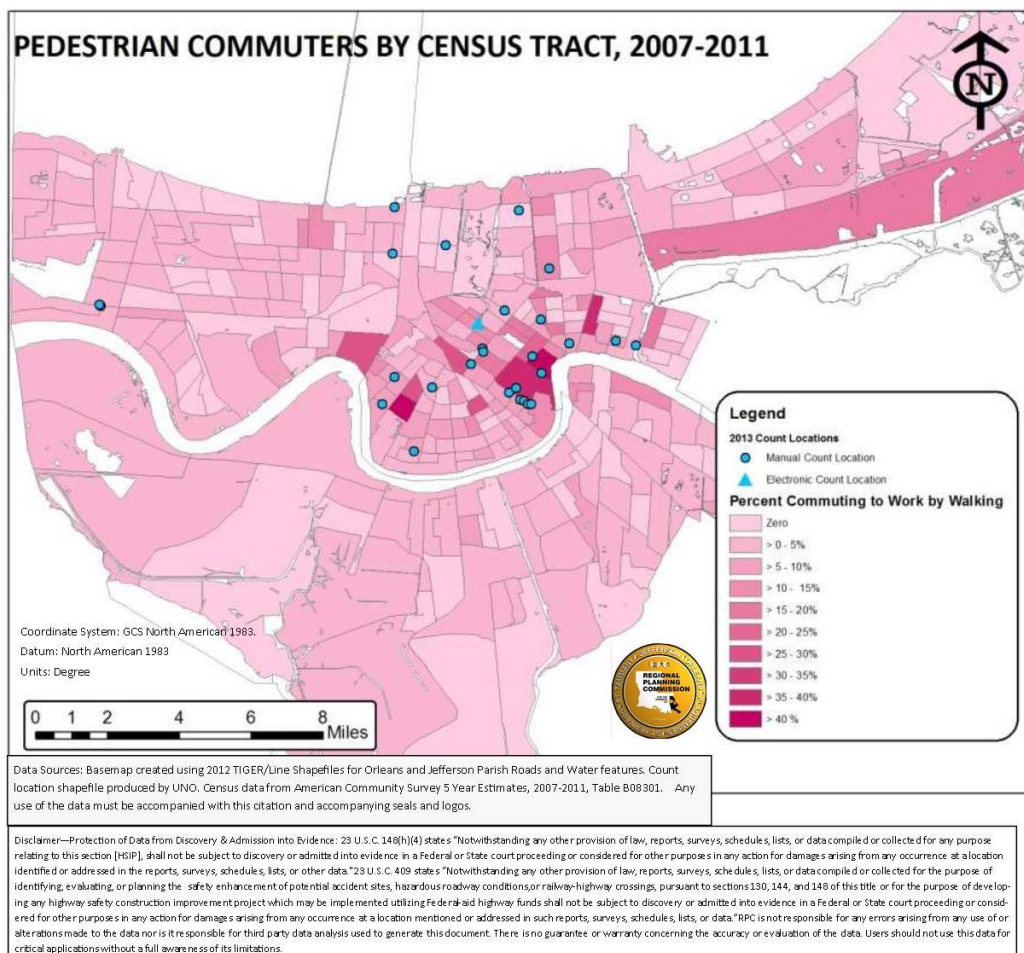 PEDESTRIAN COMMUTERS BY CENSUS TRACT, 2007-2011
N
Legend
2013 Count Locations
Manual Count Location
Electronic Count Location
Percent Commuting to Work by Walking
Zero
> 0 - 5%
> 5 - 10%
> 10 - 15%
> 15 - 20%
> 20 - 25%
> 25 - 30%
> 30 - 35%
> 35 - 40%
> 40 %
Coordinate System: GCS North American 1983.
Datum: North American 1983
Units: Degree
REGIONAL
PLANNING
COMMISSION
0 1 2 4 6 8
Miles
Data Sources: Basemap created using 2012 TIGER/Line Shapefiles for Orleans and Jefferson Parish Roads and Water features. Count
location shapefile produced by UNO. Census data from American Community Survey 5 Year Estimates, 2007-2011, Table B08301. Any
use of the data must be accompanied with this citation and accompanying seals and logos.
Disclaimer—Protection of Data from Discovery & Admission into Evidence: 23 U.S.C. 148(h)(4) states "Notwithstanding any other provision of law, reports, surveys, schedules, lists, or data compiled or collected for any purpose
relating to this section [HSIP], shall not be subject to discovery or admitted into evidence in a Federal or State court proceeding or considered for other purposes in any action for damages arising from any occurrence at a location
identified or addressed in the reports, surveys, schedules, lists, or other data." 23 U.S.C. 409 states "Notwithstanding any other provision of law, reports, surveys, schedules, lists, or data compiled or collected for the purpose of
identifying, evaluating, or planning the safety enhancement of potential accident sites, hazardous roadway conditions, or railway-highway crossings, pursuant to sections 130, 144, and 148 of this title or for the purpose of develop-
ing any highway safety construction improvement project which may be implemented utilizing Federal-aid highway funds shall not be subject to discovery or admitted into evidence in a Federal or State court proceeding or consid-
ered for other purposes in any action for damages arising from any occurrence at a location mentioned or addressed in such reports, surveys, schedules, lists, or data." RPC is not responsible for any errors arising from any use of or
alterations made to the data nor is it responsible for third party data analysis used to generate this document. There is no guarantee or warranty concerning the accuracy or evaluation of the data. Users should not use this data for
critical applications without a full awareness of its limitations.